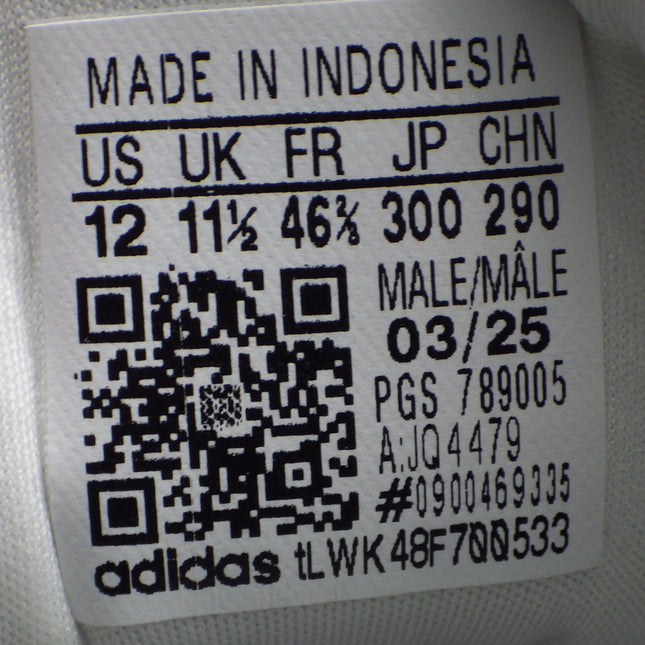 MADE IN INDONESIA
US UK FR JP CHN
12 11½ 46⅔ 300 290
MALE/MÂLE
03/25
PGS 789005
A:JQ4479
#0900469335
adidas tLWK48F700533